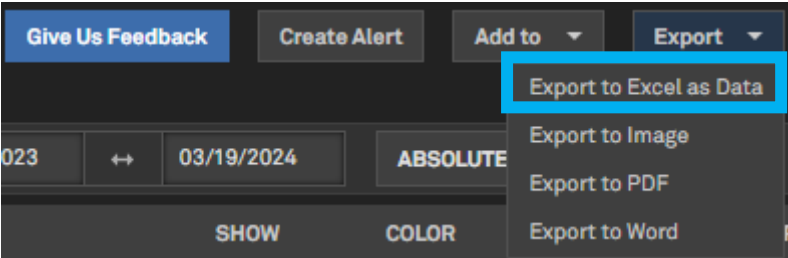 Give Us Feedback Create Alert Add to Export
Export to Excel as Data
Export to Image
023 ↔ 03/19/2024 ABSOLUTE
Export to PDF
SHOW COLOR Export to Word